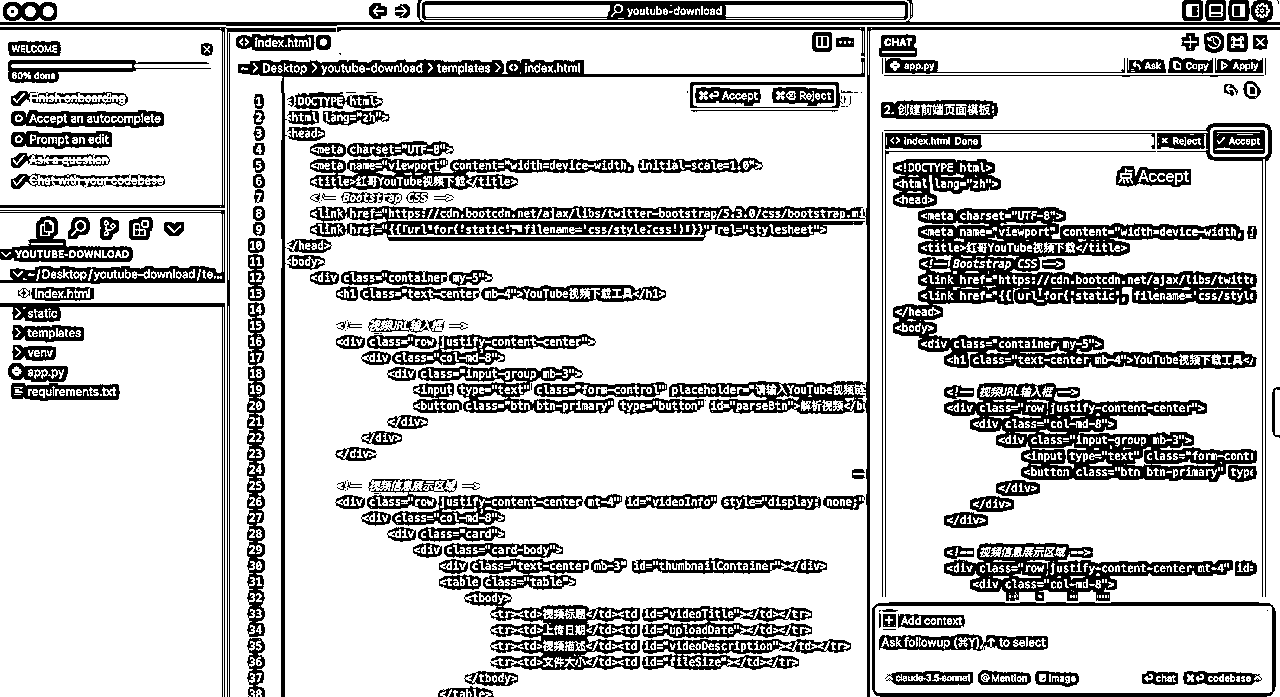 youtube-download
WELCOME
60% done
Finish onboarding
Accept an autocomplete
Prompt an edit
Ask a question
Chat with your codebase
YOUTUBE-DOWNLOAD
~/Desktop/youtube-download/te...
index.html
static
templates
venv
app.py
requirements.txt
index.html
~ > Desktop > youtube-download > templates > index.html
⌘⏎ Accept ⌘⌫ Reject
1 <!DOCTYPE html>
2 <html lang="zh">
3 <head>
4 <meta charset="UTF-8">
5 <meta name="viewport" content="width=device-width, initial-scale=1.0">
6 <title>红哥YouTube视频下载</title>
7 <!-- Bootstrap CSS -->
8 <link href="https://cdn.bootcdn.net/ajax/libs/twitter-bootstrap/5.3.0/css/bootstrap.mi
9 <link href="{{ url_for('static', filename='css/style.css') }}" rel="stylesheet">
10 </head>
11 <body>
12 <div class="container my-5">
13 <h1 class="text-center mb-4">YouTube视频下载工具</h1>
14
15 <!-- 视频URL输入框 -->
16 <div class="row justify-content-center">
17 <div class="col-md-8">
18 <div class="input-group mb-3">
19 <input type="text" class="form-control" placeholder="请输入YouTube视频链
20 <button class="btn btn-primary" type="button" id="parseBtn">解析视频</bu
21 </div>
22 </div>
23 </div>
24
25 <!-- 视频信息展示区域 -->
26 <div class="row justify-content-center mt-4" id="videoInfo" style="display: none;"
27 <div class="col-md-8">
28 <div class="card">
29 <div class="card-body">
30 <div class="text-center mb-3" id="thumbnailContainer"></div>
31 <table class="table">
32 <tbody>
33 <tr><td>视频标题</td><td id="videoTitle"></td></tr>
34 <tr><td>上传日期</td><td id="uploadDate"></td></tr>
35 <tr><td>视频描述</td><td id="videoDescription"></td></tr>
36 <tr><td>文件大小</td><td id="fileSize"></td></tr>
37 </tbody>
38 </table>
CHAT
app.py Ask Copy Apply
2. 创建前端页面模板:
index.html Done Reject Accept
点 Accept
<!DOCTYPE html>
<html lang="zh">
<head>
<meta charset="UTF-8">
<meta name="viewport" content="width=device-width, i
<title>红哥YouTube视频下载</title>
<!-- Bootstrap CSS -->
<link href="https://cdn.bootcdn.net/ajax/libs/twitte
<link href="{{ url_for('static', filename='css/style
</head>
<body>
<div class="container my-5">
<h1 class="text-center mb-4">YouTube视频下载工具</
<!-- 视频URL输入框 -->
<div class="row justify-content-center">
<div class="col-md-8">
<div class="input-group mb-3">
<input type="text" class="form-contr
<button class="btn btn-primary" type
</div>
</div>
</div>
<!-- 视频信息展示区域 -->
<div class="row justify-content-center mt-4" id=
<div class="col-md-8">
Add context
Ask followup (⌘Y), ↑ to select
claude-3.5-sonnet @ Mention Image ⏎ chat ⌘⏎ codebase